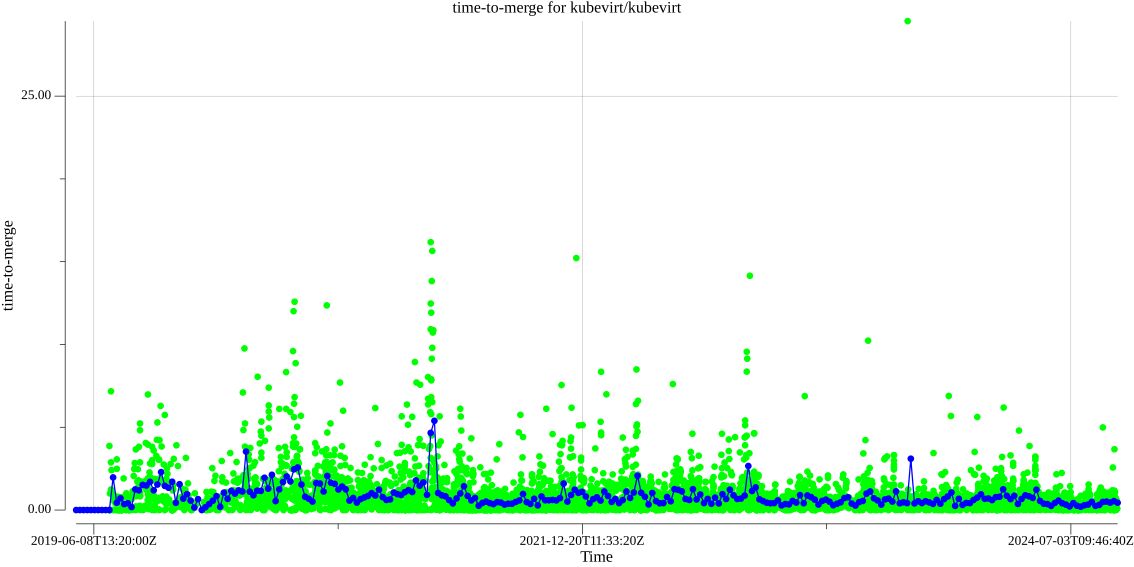 time-to-merge for kubevirt/kubevirt
25.00
time-to-merge
0.00
2019-06-08T13:20:00Z
2021-12-20T11:33:20Z
2024-07-03T09:46:40Z
Time